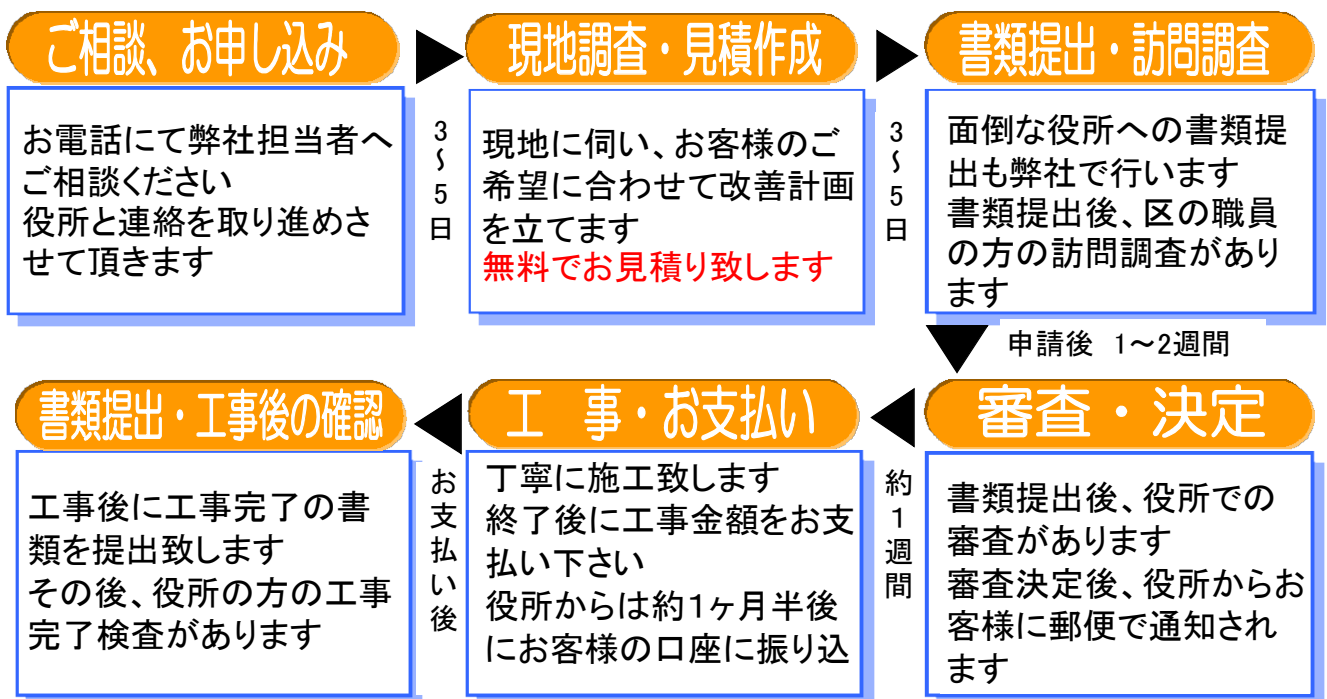 ご相談、お申し込み
お電話にて弊社担当者へ
ご相談ください
役所と連絡を取り進めさ
せて頂きます
3～5日
現地調査・見積作成
現地に伺い、お客様のご
希望に合わせて改善計画
を立てます
無料でお見積り致します
3～5日
書類提出・訪問調査
面倒な役所への書類提
出も弊社で行います
書類提出後、区の職員
の方の訪問調査があり
ます
申請後 1～2週間
審査・決定
書類提出後、役所での
審査があります
審査決定後、役所からお
客様に郵便で通知され
ます
約1週間
工 事・お支払い
丁寧に施工致します
終了後に工事金額をお支
払い下さい
役所からは約1ヶ月半後
にお客様の口座に振り込
お支払い後
書類提出・工事後の確認
工事後に工事完了の書
類を提出致します
その後、役所の方の工事
完了検査があります